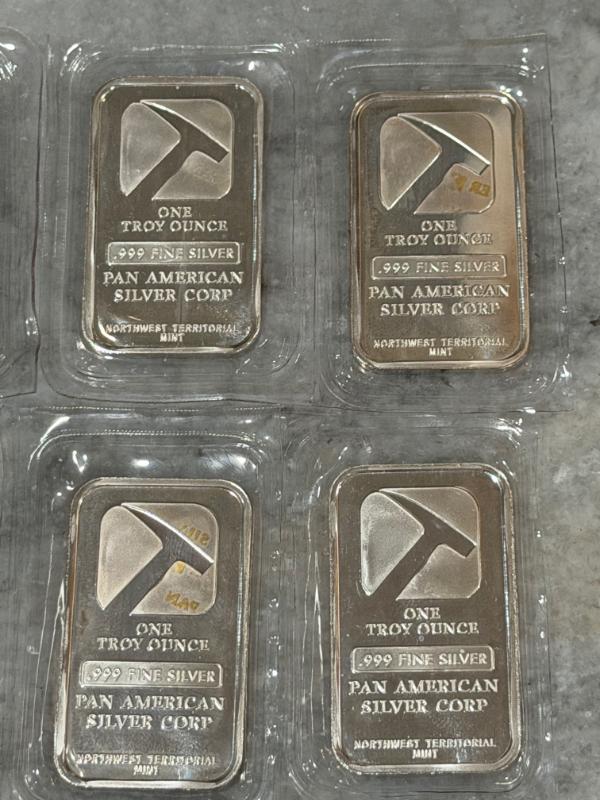 ONE
TROY OUNCE
.999 FINE SILVER
PAN AMERICAN
SILVER CORP
NORTHWEST TERRITORIAL
MINT
ONE
TROY OUNCE
.999 FINE SILVER
PAN AMERICAN
SILVER CORP
NORTHWEST TERRITORIAL
MINT
ONE
TROY OUNCE
.999 FINE SILVER
PAN AMERICAN
SILVER CORP
NORTHWEST TERRITORIAL
MINT
ONE
TROY OUNCE
.999 FINE SILVER
PAN AMERICAN
SILVER CORP
NORTHWEST TERRITORIAL
MINT